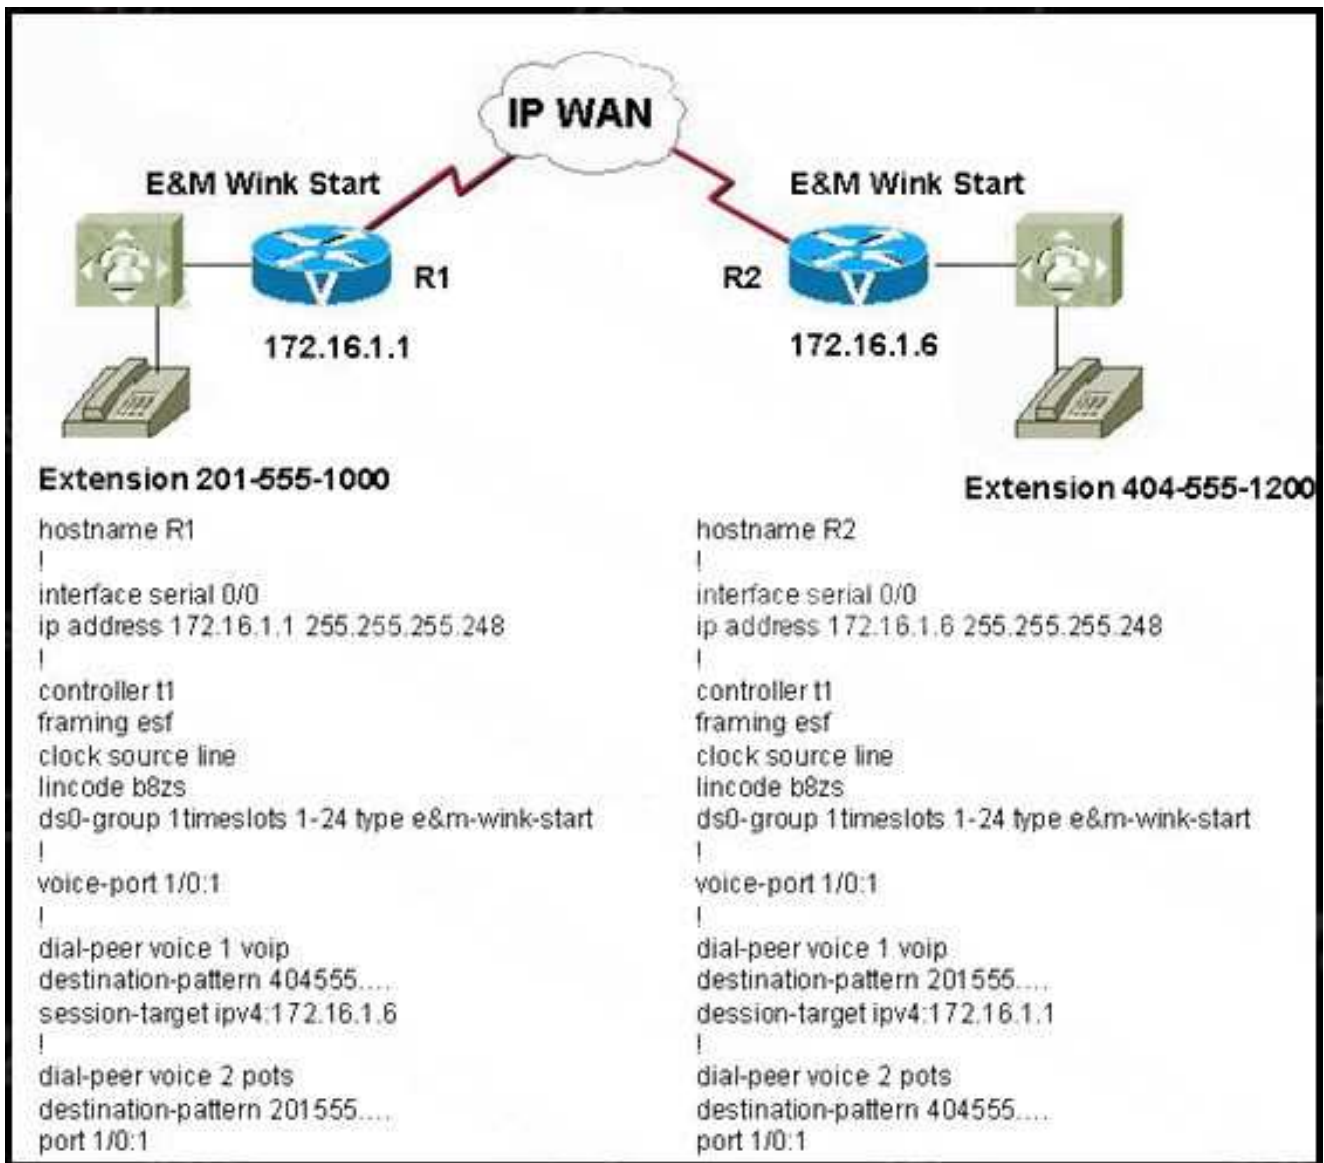 IP WAN
E&M Wink Start
E&M Wink Start
R1
R2
172.16.1.1
172.16.1.6
Extension 201-555-1000
Extension 404-555-1200
hostname R1
!
interface serial 0/0
ip address 172.16.1.1 255.255.255.248
!
controller t1
framing esf
clock source line
lincode b8zs
ds0-group 1timeslots 1-24 type e&m-wink-start
!
voice-port 1/0:1
!
dial-peer voice 1 voip
destination-pattern 404555....
session-target ipv4:172.16.1.6
!
dial-peer voice 2 pots
destination-pattern 201555....
port 1/0:1
hostname R2
!
interface serial 0/0
ip address 172.16.1.6 255.255.255.248
!
controller t1
framing esf
clock source line
lincode b8zs
ds0-group 1timeslots 1-24 type e&m-wink-start
!
voice-port 1/0:1
!
dial-peer voice 1 voip
destination-pattern 201555....
dession-target ipv4:172.16.1.1
!
dial-peer voice 2 pots
destination-pattern 404555....
port 1/0:1